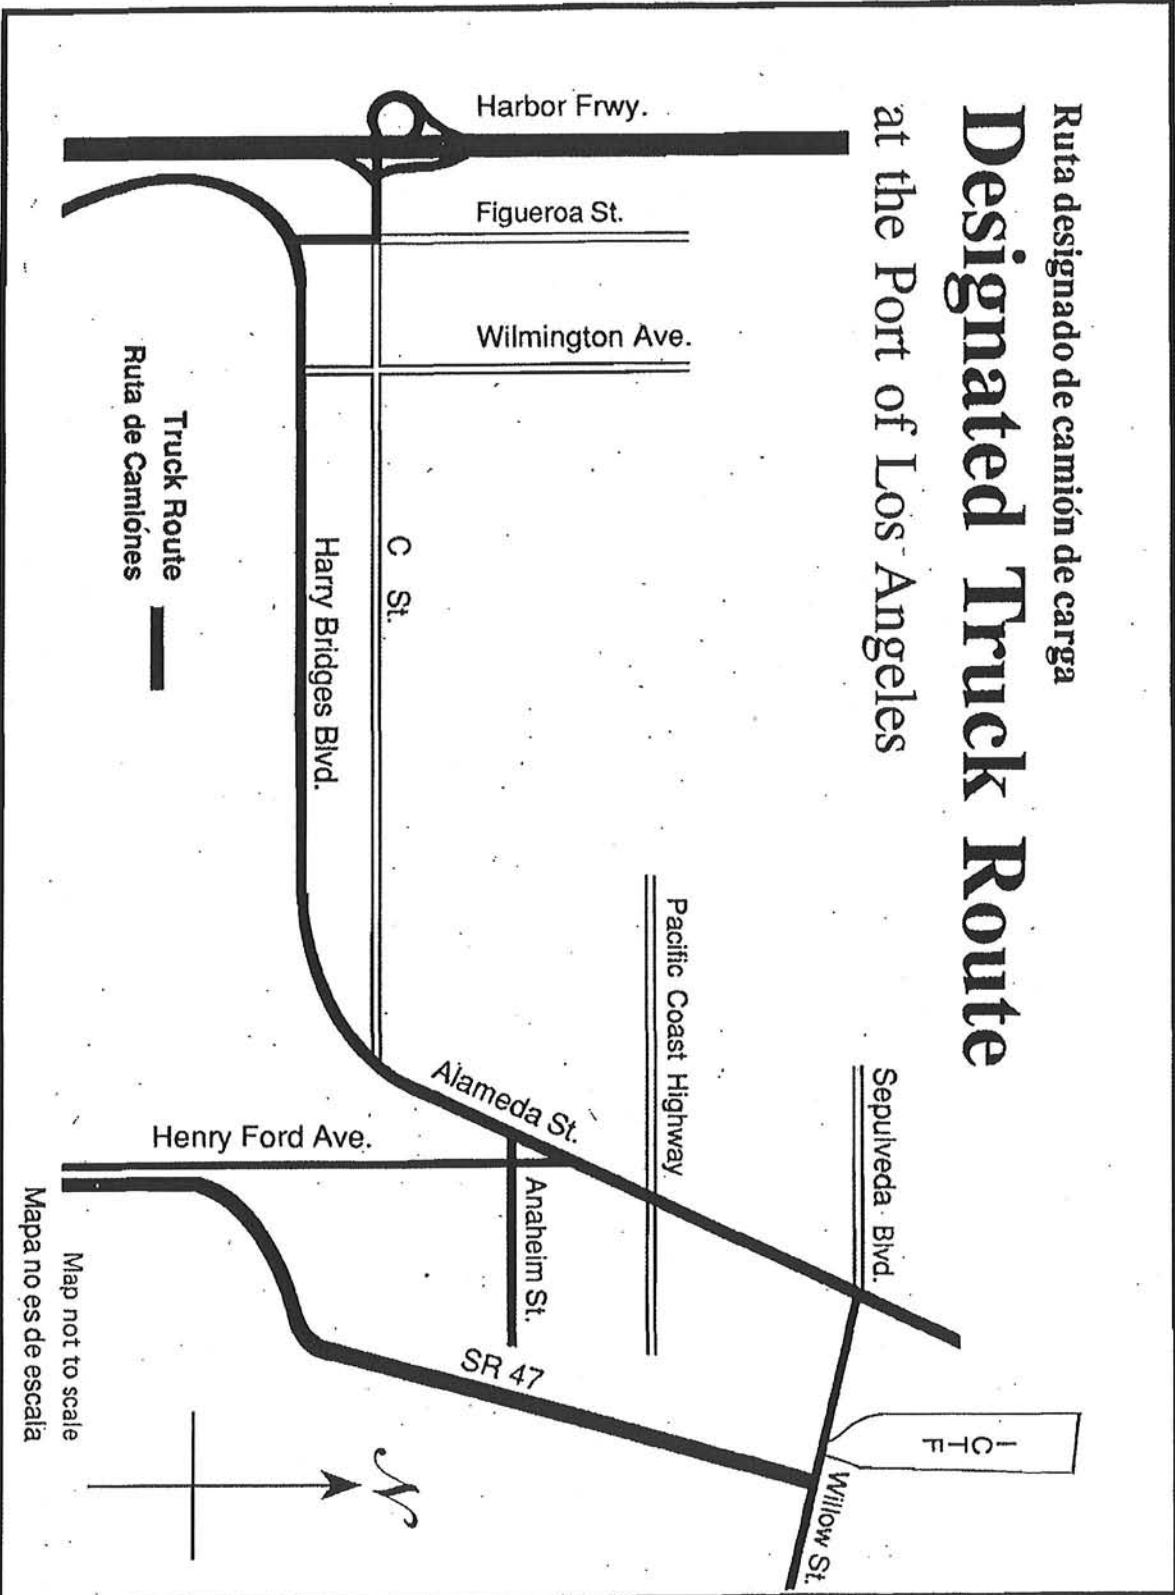 Ruta designado de camión de carga
Designated Truck Route
at the Port of Los Angeles
Harbor Frwy.
Figueroa St.
Wilmington Ave.
C St.
Harry Bridges Blvd.
Truck Route
Ruta de Camiónes
Pacific Coast Highway
Sepulveda Blvd.
Alameda St.
Henry Ford Ave.
Anaheim St.
SR 47
I
C
T
F
Willow St.
N
Map not to scale
Mapa no es de escala